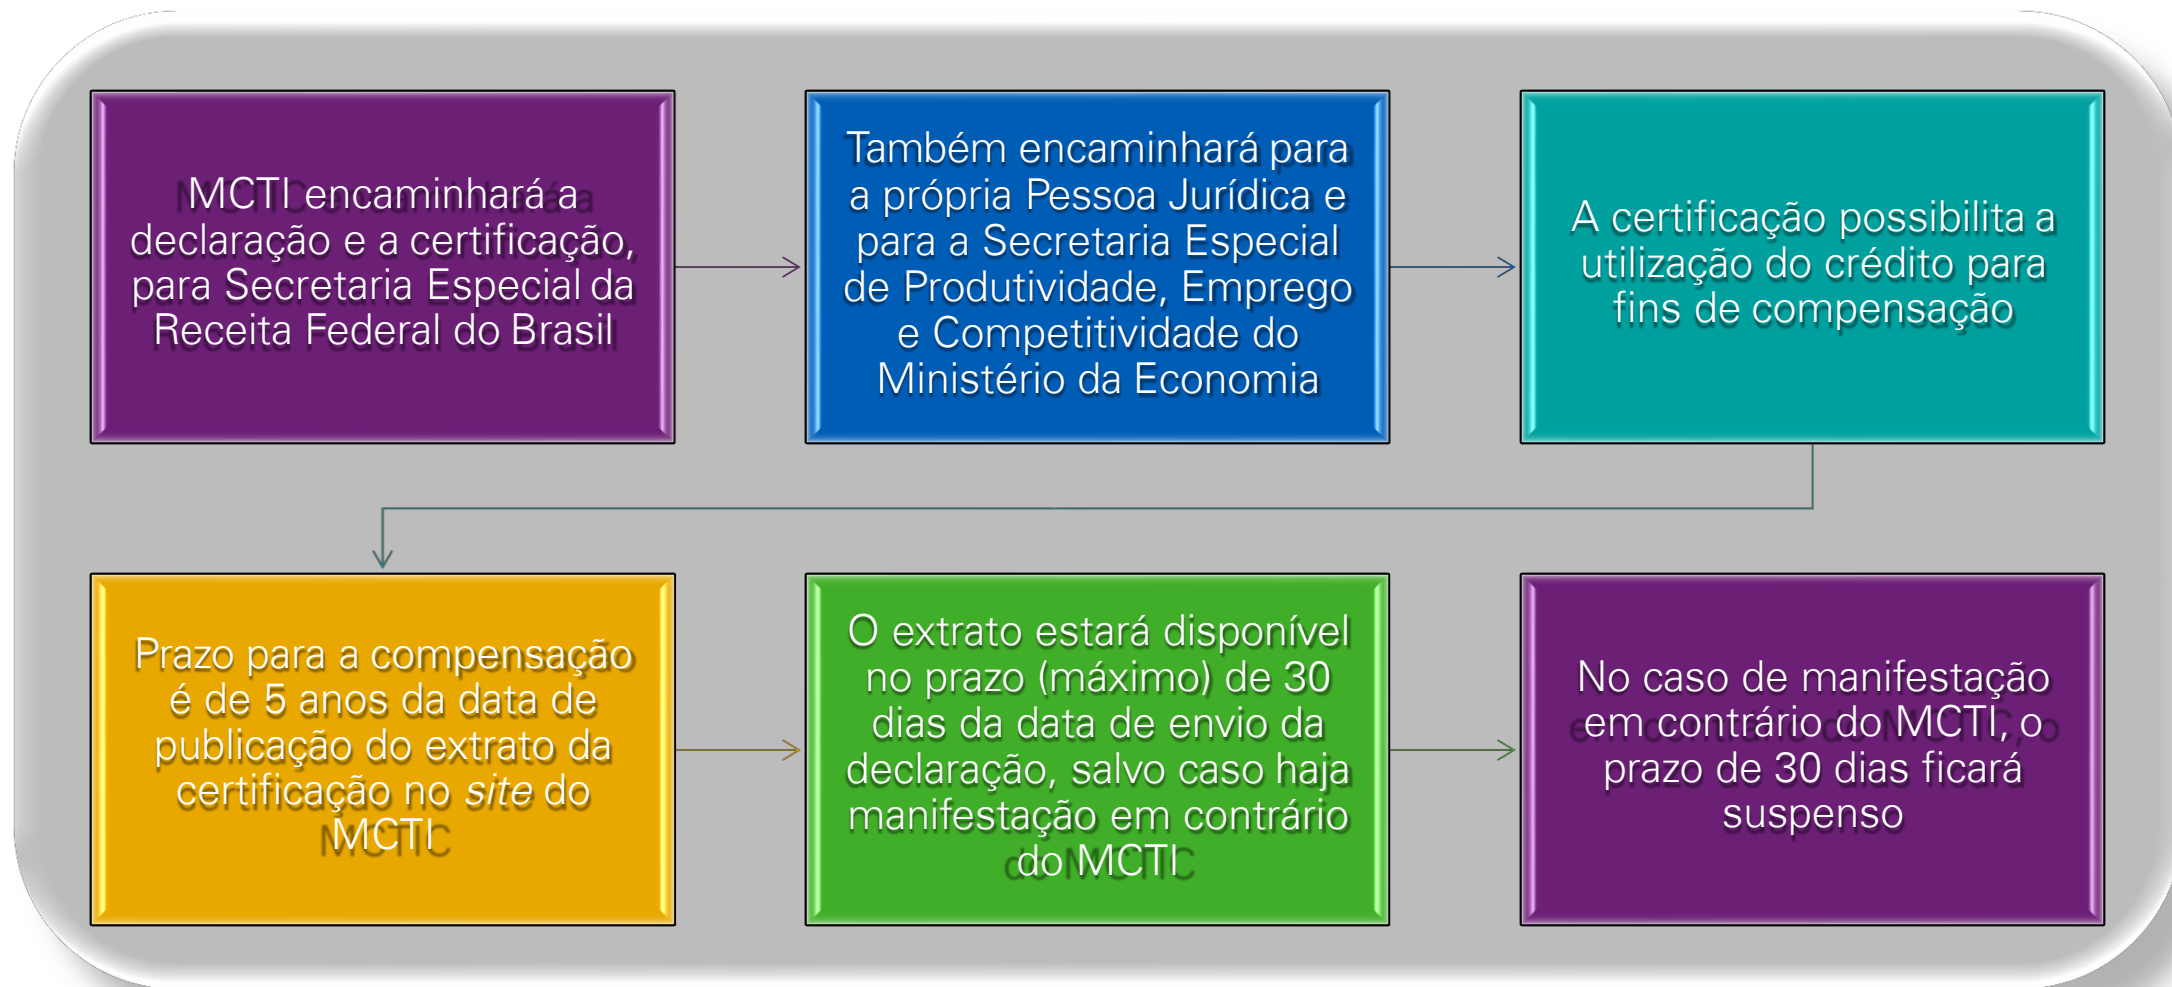 MCTI encaminhará a
declaração e a certificação,
para Secretaria Especial da
Receita Federal do Brasil
Também encaminhará para
a própria Pessoa Jurídica e
para a Secretaria Especial
de Produtividade, Emprego
e Competitividade do
Ministério da Economia
A certificação possibilita a
utilização do crédito para
fins de compensação
Prazo para a compensação
é de 5 anos da data de
publicação do extrato da
certificação no site do
MCTI
O extrato estará disponível
no prazo (máximo) de 30
dias da data de envio da
declaração, salvo caso haja
manifestação em contrário
do MCTI
No caso de manifestação
em contrário do MCTI, o
prazo de 30 dias ficará
suspenso